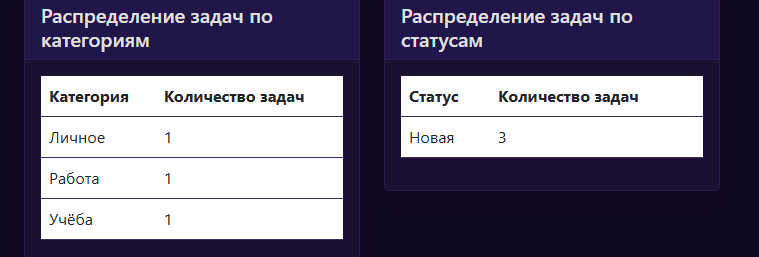 Распределение задач по
категориям
Категория Количество задач
Личное 1
Работа 1
Учёба 1
Распределение задач по
статусам
Статус Количество задач
Новая 3